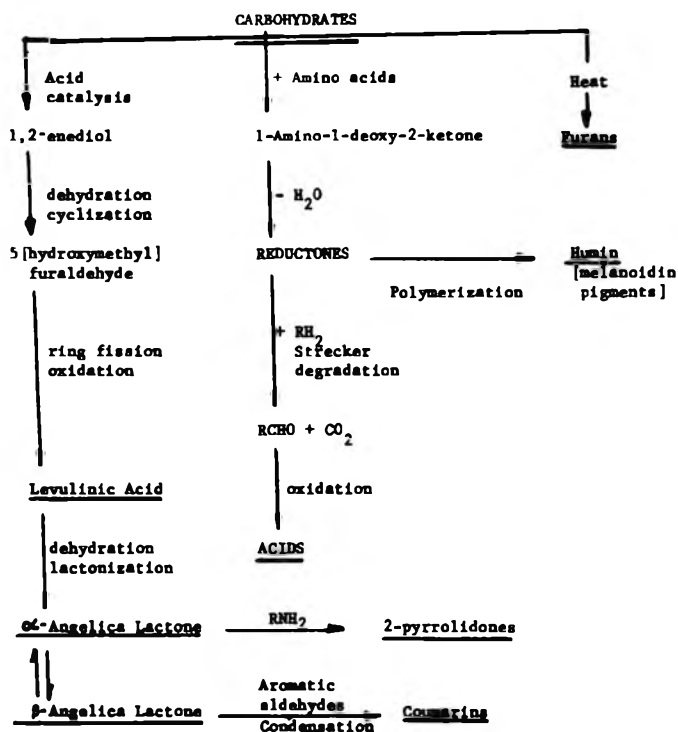 CARBOHYDRATES
Acid
catalysis
+ Amino acids
Heat
1,2-enediol
1-Amino-1-deoxy-2-ketone
Furans
dehydration
cyclization
- H2O
5[hydroxymethyl]
furaldehyde
REDUCTONES
Polymerization
Humin
[melanoidin
pigments]
ring fission
oxidation
+ RH2
Strecker
degradation
RCHO + CO2
Levulinic Acid
oxidation
dehydration
lactonization
ACIDS
α-Angelica Lactone
RNH2
2-pyrrolidones
β-Angelica Lactone
Aromatic
aldehydes
Condensation
Coumarins